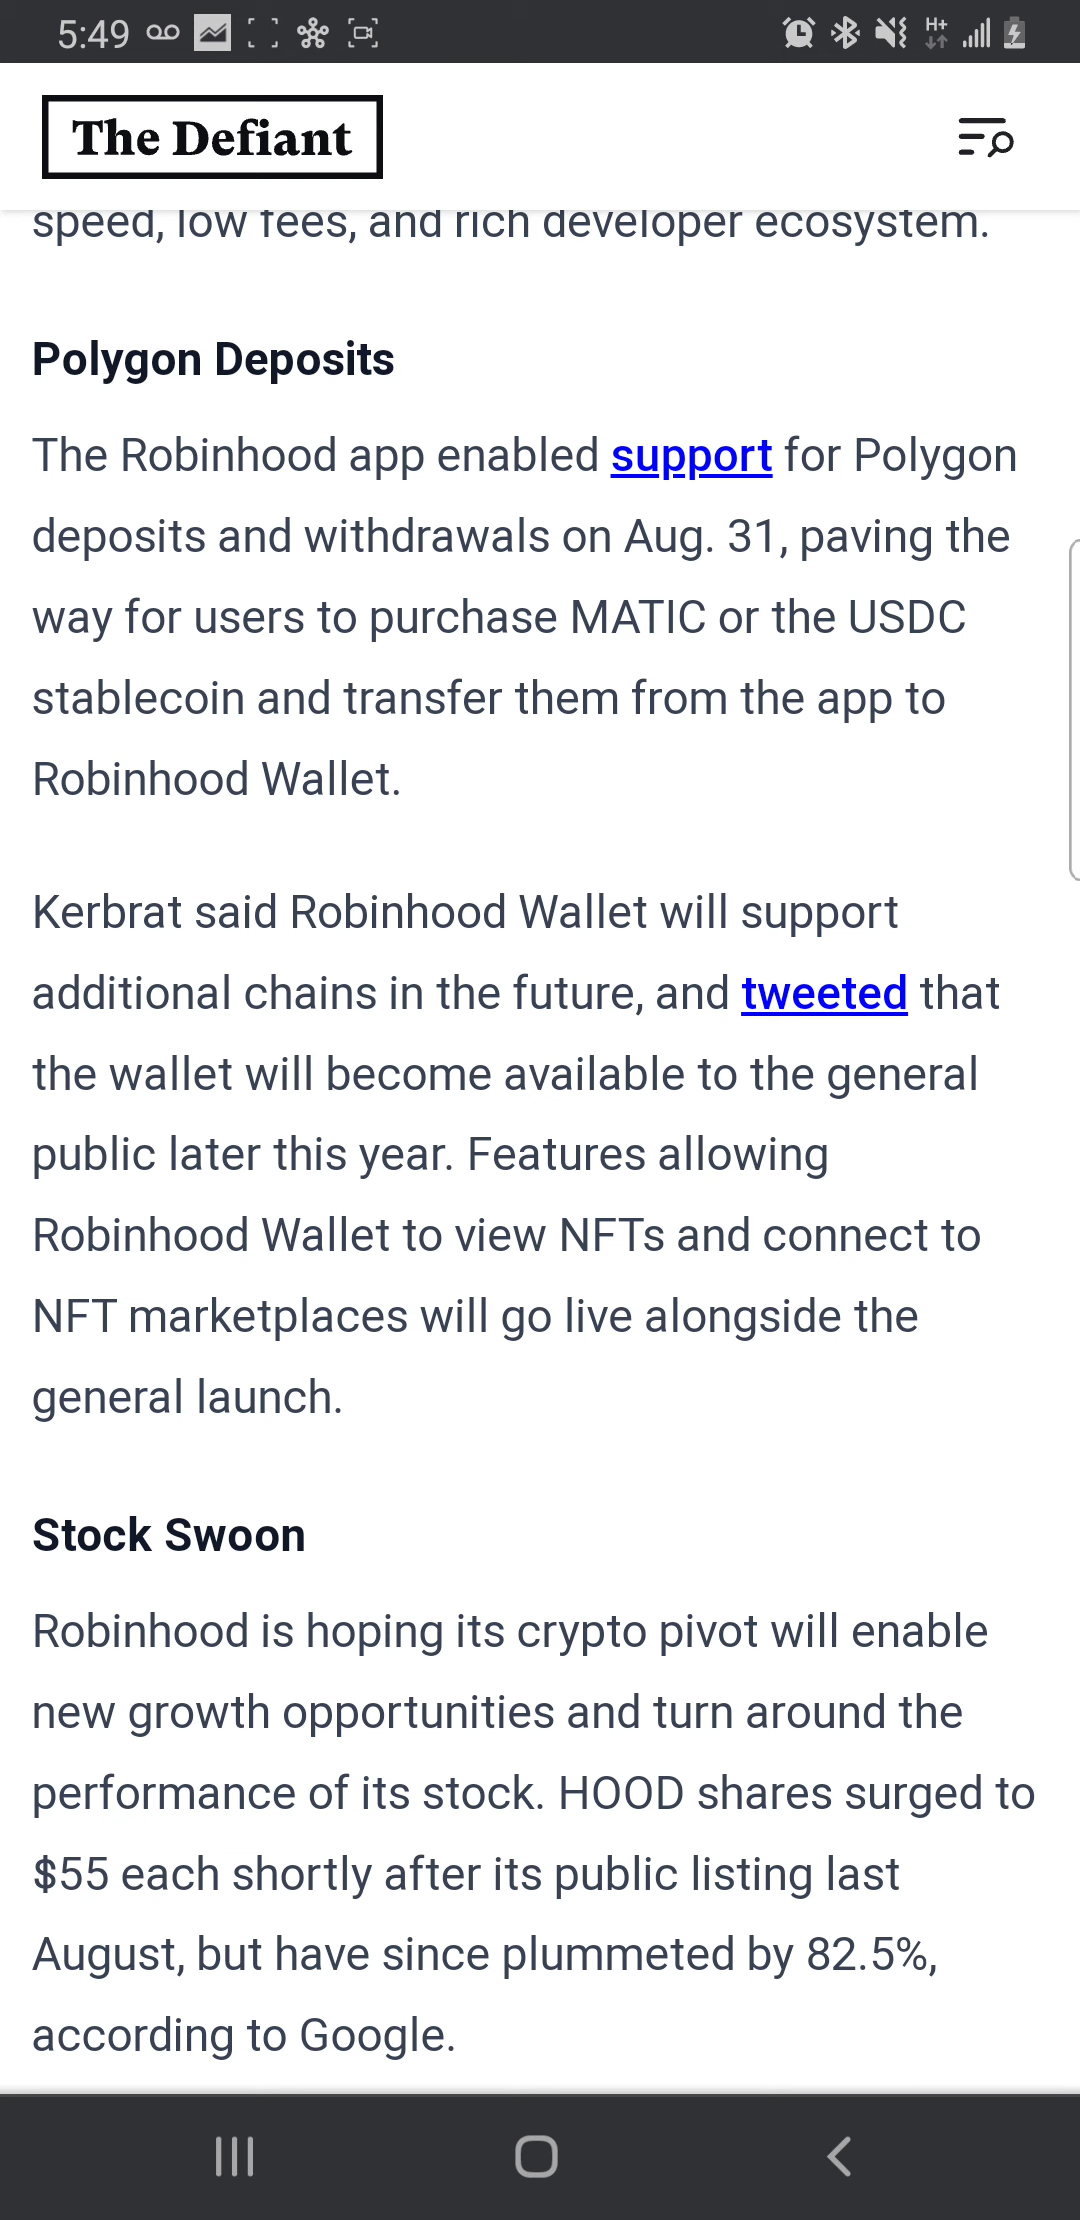 5:49
H+
The Defiant
speed, low fees, and rich developer ecosystem.
Polygon Deposits
The Robinhood app enabled support for Polygon
deposits and withdrawals on Aug. 31, paving the
way for users to purchase MATIC or the USDC
stablecoin and transfer them from the app to
Robinhood Wallet.
Kerbrat said Robinhood Wallet will support
additional chains in the future, and tweeted that
the wallet will become available to the general
public later this year. Features allowing
Robinhood Wallet to view NFTs and connect to
NFT marketplaces will go live alongside the
general launch.
Stock Swoon
Robinhood is hoping its crypto pivot will enable
new growth opportunities and turn around the
performance of its stock. HOOD shares surged to
$55 each shortly after its public listing last
August, but have since plummeted by 82.5%,
according to Google.